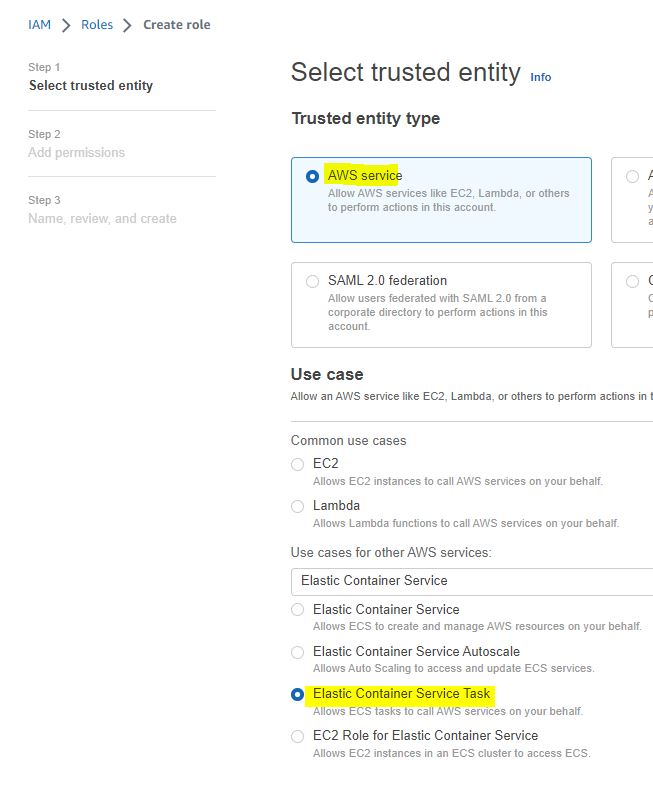 IAM > Roles > Create role
Step 1
Select trusted entity
Step 2
Add permissions
Step 3
Name, review, and create
Select trusted entity Info
Trusted entity type
AWS service
Allow AWS services like EC2, Lambda, or others
to perform actions in this account.
SAML 2.0 federation
Allow users federated with SAML 2.0 from a
corporate directory to perform actions in this
account.
Use case
Allow an AWS service like EC2, Lambda, or others to perform actions in
Common use cases
EC2
Allows EC2 instances to call AWS services on your behalf.
Lambda
Allows Lambda functions to call AWS services on your behalf.
Use cases for other AWS services:
Elastic Container Service
Elastic Container Service
Allows ECS to create and manage AWS resources on your behalf.
Elastic Container Service Autoscale
Allows Auto Scaling to access and update ECS services.
Elastic Container Service Task
Allows ECS tasks to call AWS services on your behalf.
EC2 Role for Elastic Container Service
Allows EC2 instances in an ECS cluster to access ECS.